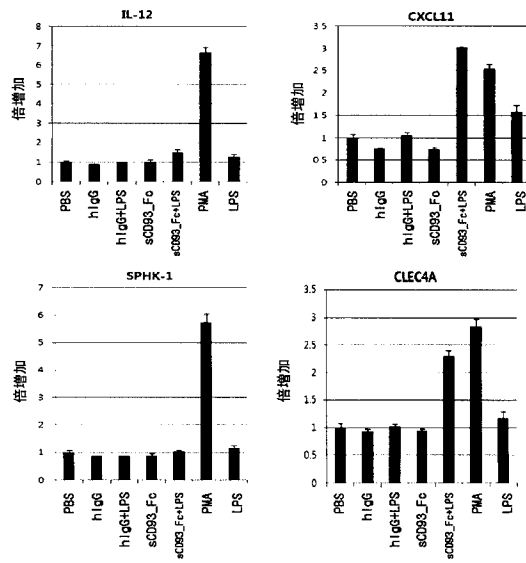 IL-12
倍增加
8
7
6
5
4
3
2
1
0
PBS
hIgG
hIgG+LPS
sCD93_Fc
sCD93_Fc+LPS
PMA
LPS
CXCL11
倍增加
3.5
3
2.5
2
1.5
1
0.5
0
PBS
hIgG
hIgG+LPS
sCD93_Fc
sCD93_Fc+LPS
PMA
LPS
SPHK-1
倍增加
7
6
5
4
3
2
1
0
PBS
hIgG
hIgG+LPS
sCD93_Fc
sCD93_Fc+LPS
PMA
LPS
CLEC4A
倍增加
3.5
3
2.5
2
1.5
1
0.5
0
PBS
hIgG
hIgG+LPS
sCD93_Fc
sCD93_Fc+LPS
PMA
LPS